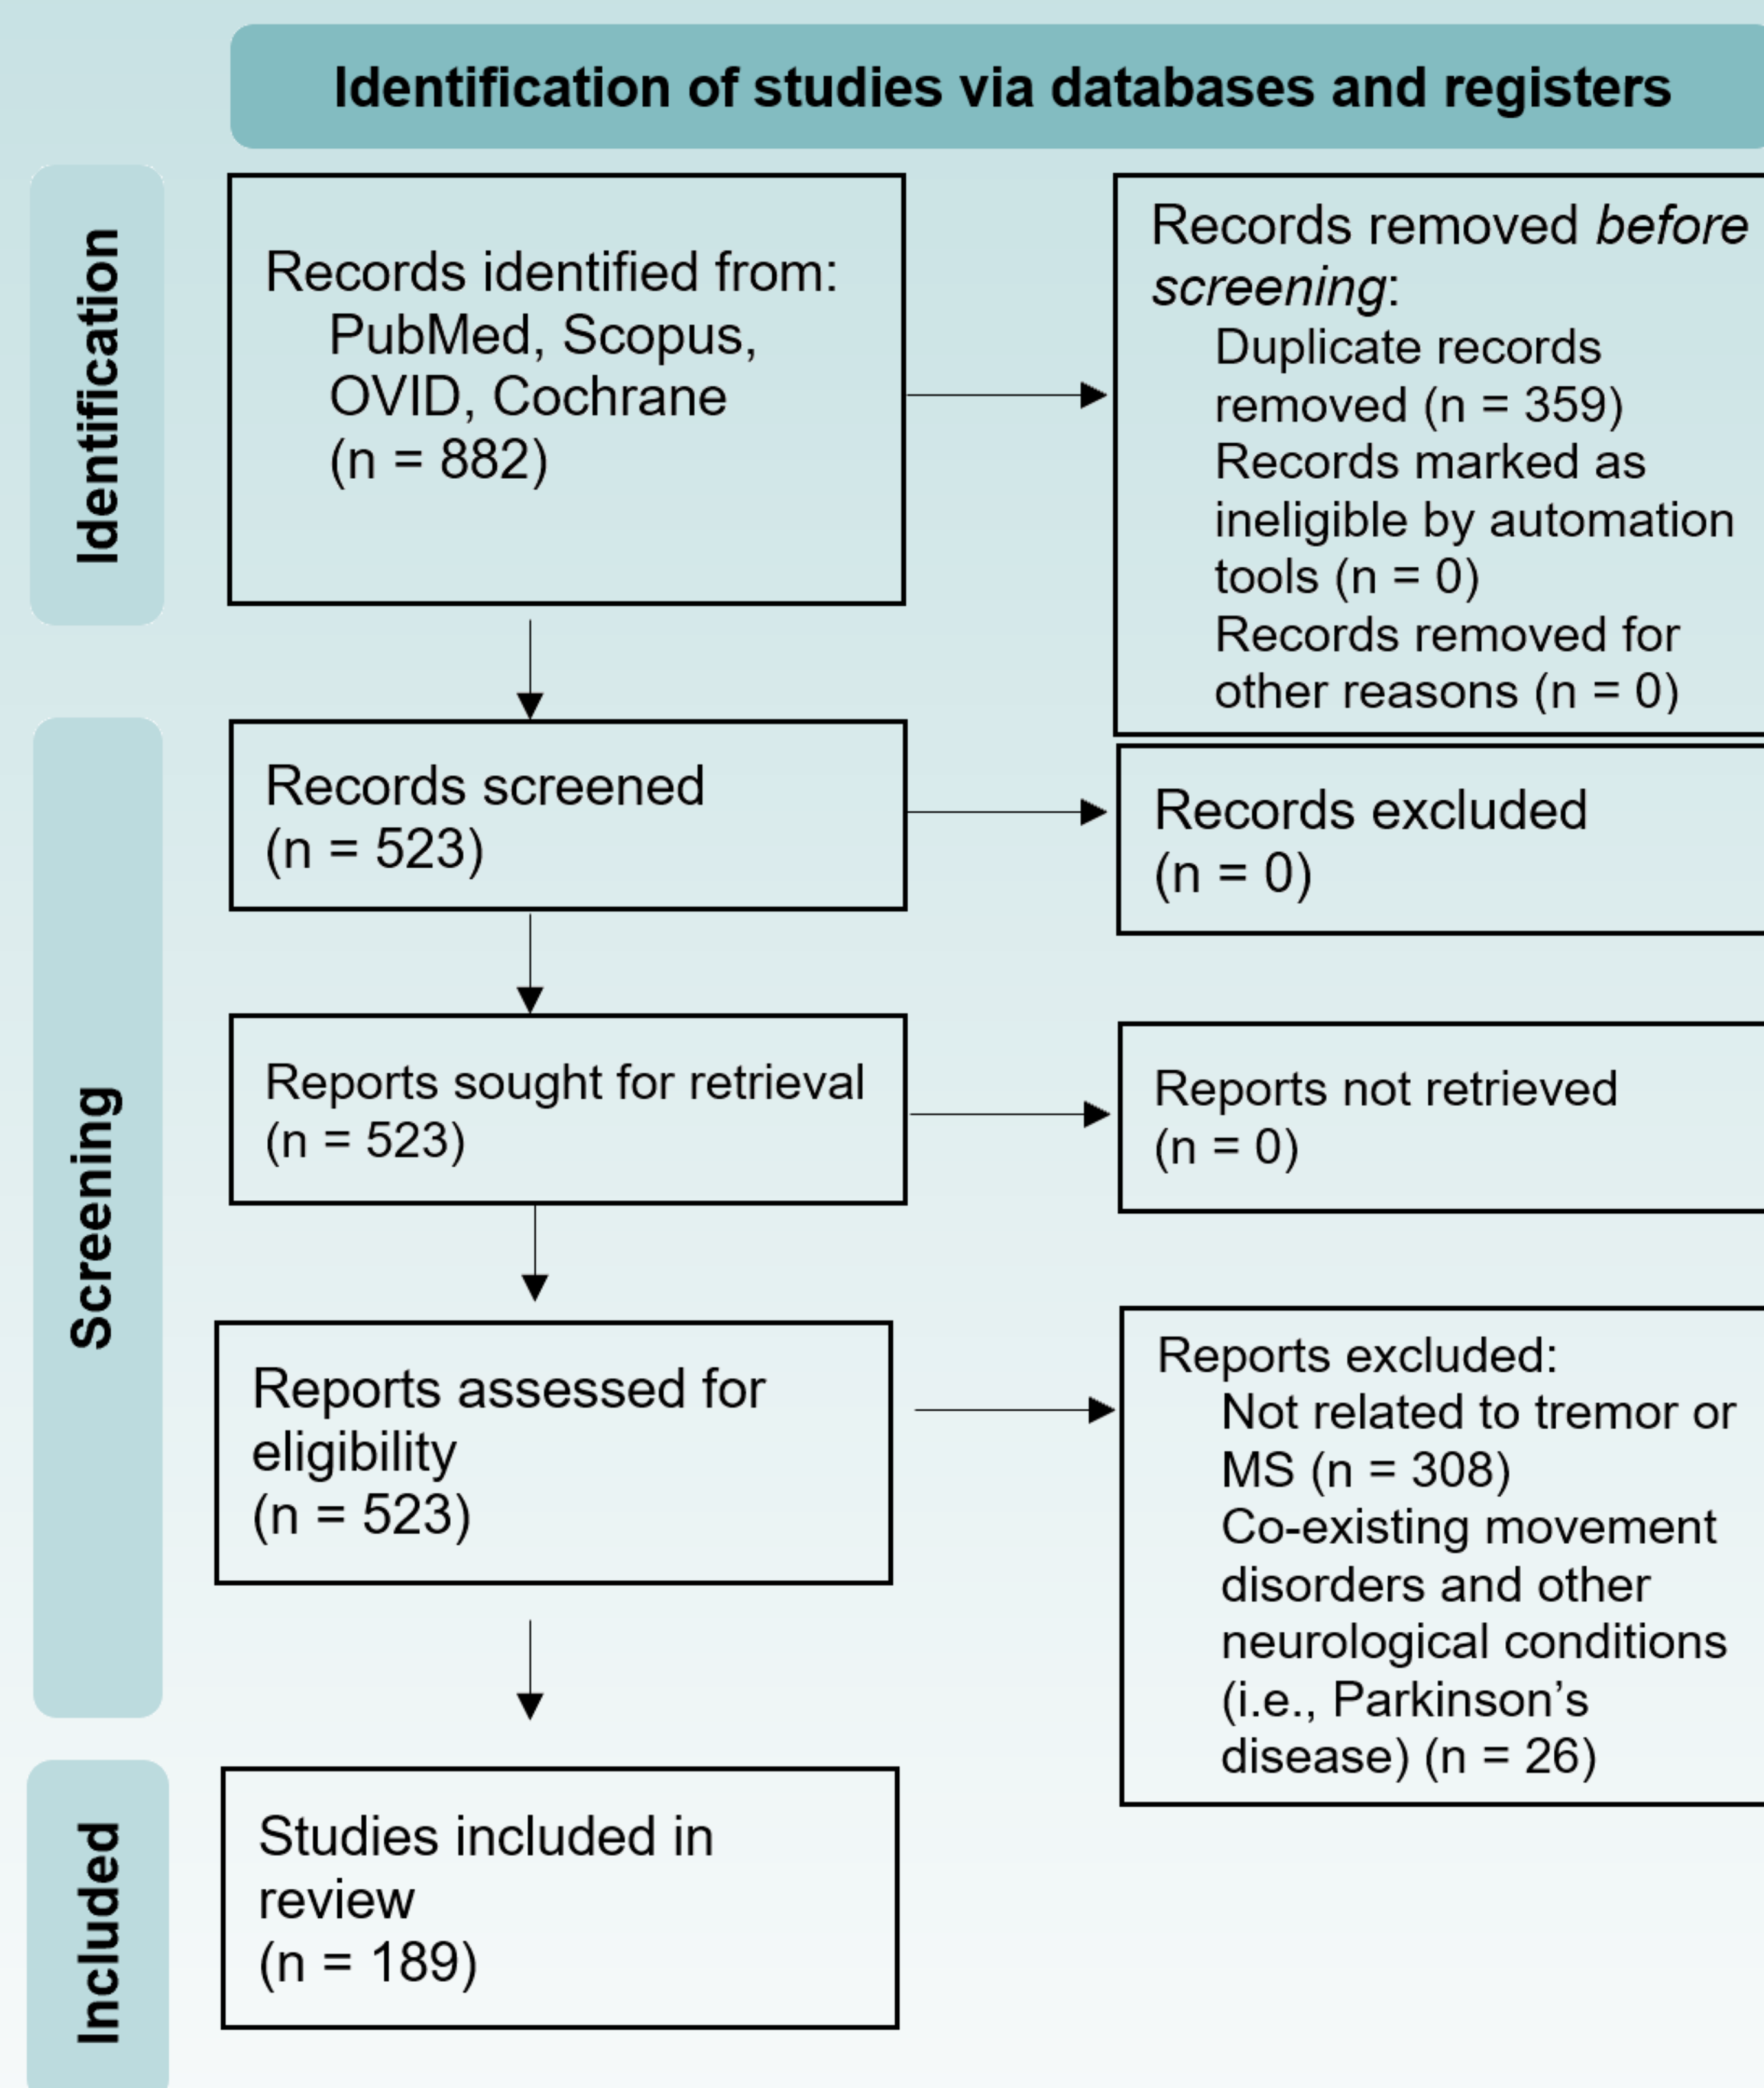 Identification of studies via databases and registers
Identification
Records identified from:
PubMed, Scopus,
OVID, Cochrane
(n = 882)
Records removed before
screening:
Duplicate records
removed (n = 359)
Records marked as
ineligible by automation
tools (n = 0)
Records removed for
other reasons (n = 0)
Screening
Records screened
(n = 523)
Records excluded
(n = 0)
Reports sought for retrieval
(n = 523)
Reports not retrieved
(n = 0)
Reports assessed for
eligibility
(n = 523)
Reports excluded:
Not related to tremor or
MS (n = 308)
Co-existing movement
disorders and other
neurological conditions
(i.e., Parkinson’s
disease) (n = 26)
Included
Studies included in
review
(n = 189)